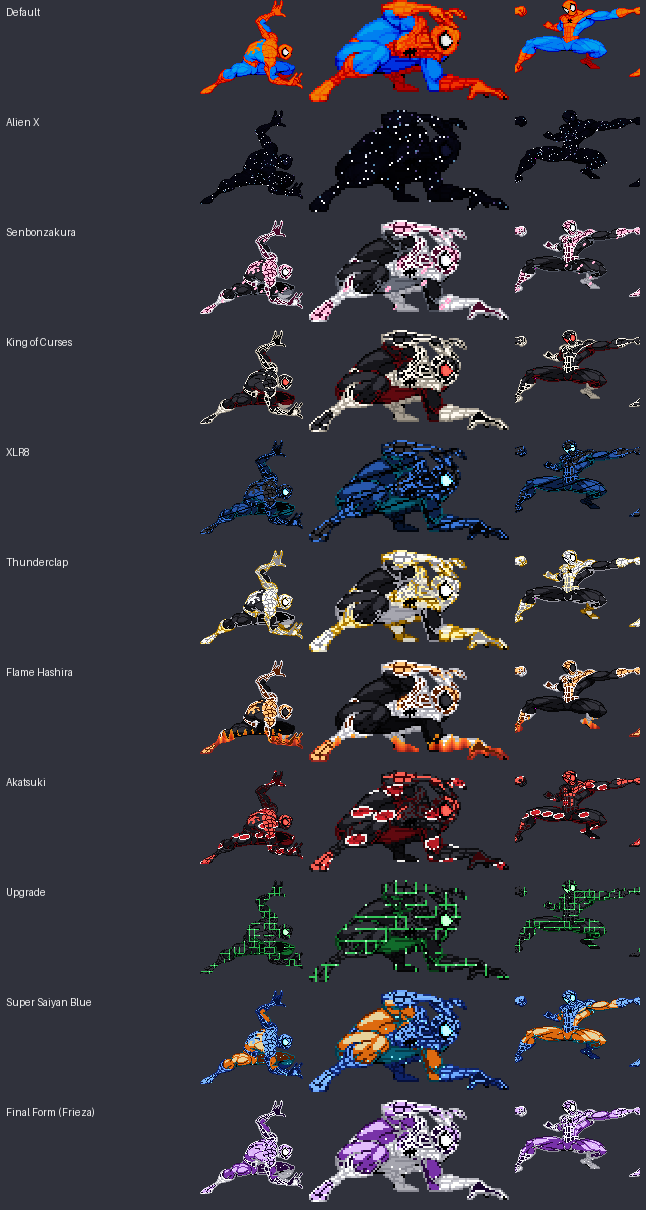 Default
Alien X
Senbonzakura
King of Curses
XLR8
Thunderclap
Flame Hashira
Akatsuki
Upgrade
Super Saiyan Blue
Final Form (Frieza)